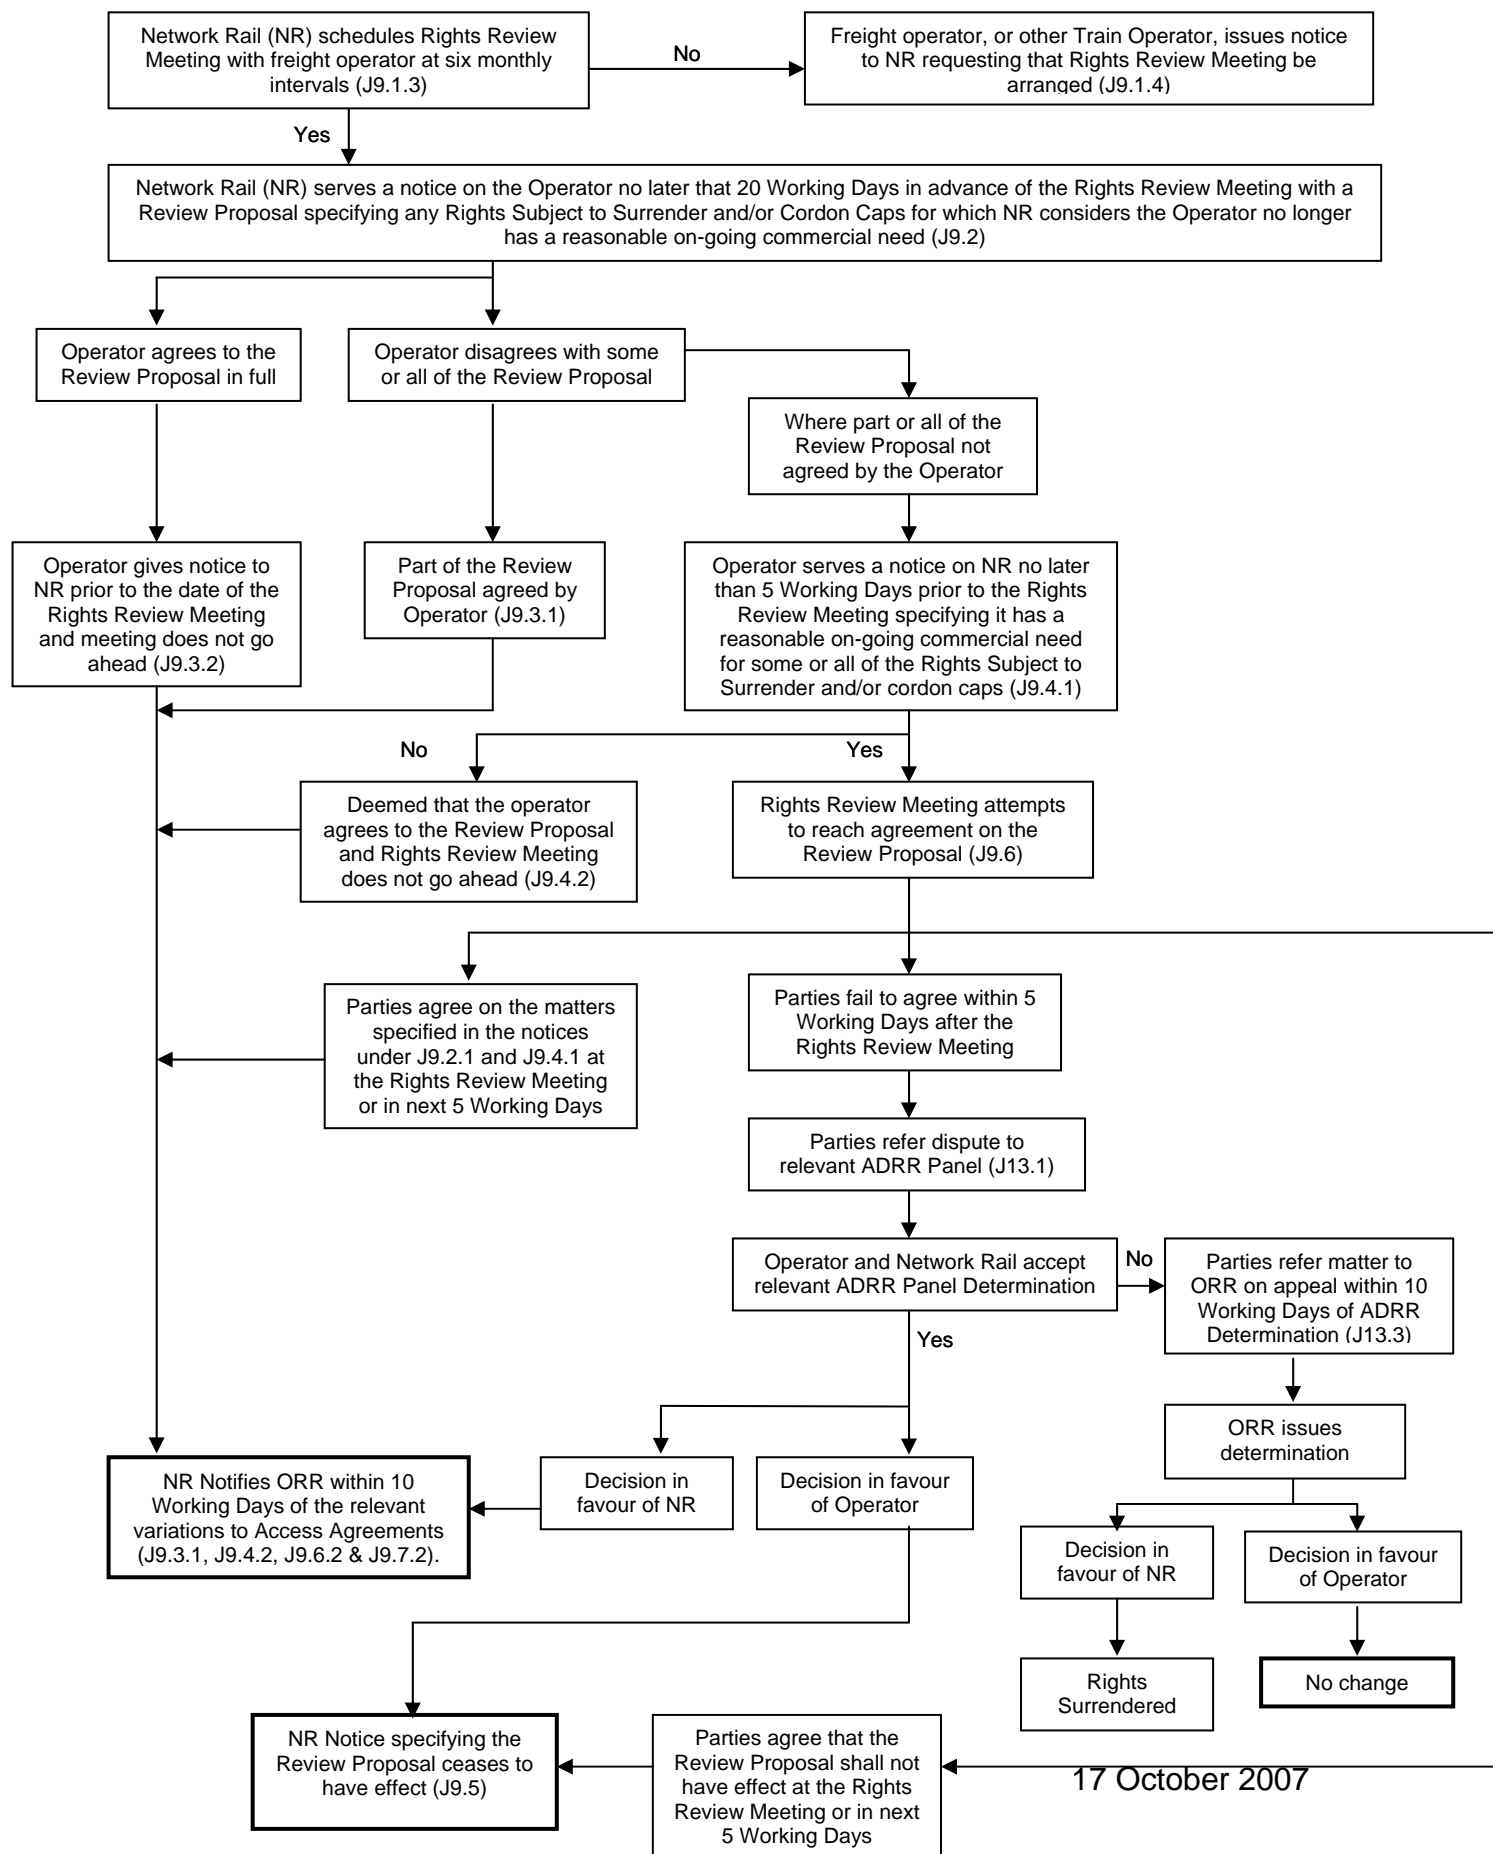 Network Rail (NR) schedules Rights Review
Meeting with freight operator at six monthly
intervals (J9.1.3)
No
Freight operator, or other Train Operator, issues notice
to NR requesting that Rights Review Meeting be
arranged (J9.1.4)
Yes
Network Rail (NR) serves a notice on the Operator no later that 20 Working Days in advance of the Rights Review Meeting with a
Review Proposal specifying any Rights Subject to Surrender and/or Cordon Caps for which NR considers the Operator no longer
has a reasonable on-going commercial need (J9.2)
Operator agrees to the
Review Proposal in full
Operator disagrees with some
or all of the Review Proposal
Where part or all of the
Review Proposal not
agreed by the Operator
Operator gives notice to
NR prior to the date of the
Rights Review Meeting
and meeting does not go
ahead (J9.3.2)
Part of the Review
Proposal agreed by
Operator (J9.3.1)
Operator serves a notice on NR no later
than 5 Working Days prior to the Rights
Review Meeting specifying it has a
reasonable on-going commercial need
for some or all of the Rights Subject to
Surrender and/or cordon caps (J9.4.1)
No
Yes
Deemed that the operator
agrees to the Review Proposal
and Rights Review Meeting
does not go ahead (J9.4.2)
Rights Review Meeting attempts
to reach agreement on the
Review Proposal (J9.6)
Parties agree on the matters
specified in the notices
under J9.2.1 and J9.4.1 at
the Rights Review Meeting
or in next 5 Working Days
Parties fail to agree within 5
Working Days after the
Rights Review Meeting
Parties refer dispute to
relevant ADRR Panel (J13.1)
Operator and Network Rail accept
relevant ADRR Panel Determination
No
Parties refer matter to
ORR on appeal within 10
Working Days of ADRR
Determination (J13.3)
Yes
ORR issues
determination
NR Notifies ORR within 10
Working Days of the relevant
variations to Access Agreements
(J9.3.1, J9.4.2, J9.6.2 & J9.7.2).
Decision in
favour of NR
Decision in favour
of Operator
Decision in
favour of NR
Decision in favour
of Operator
Rights
Surrendered
No change
NR Notice specifying the
Review Proposal ceases to
have effect (J9.5)
Parties agree that the
Review Proposal shall not
have effect at the Rights
Review Meeting or in next
5 Working Days
17 October 2007